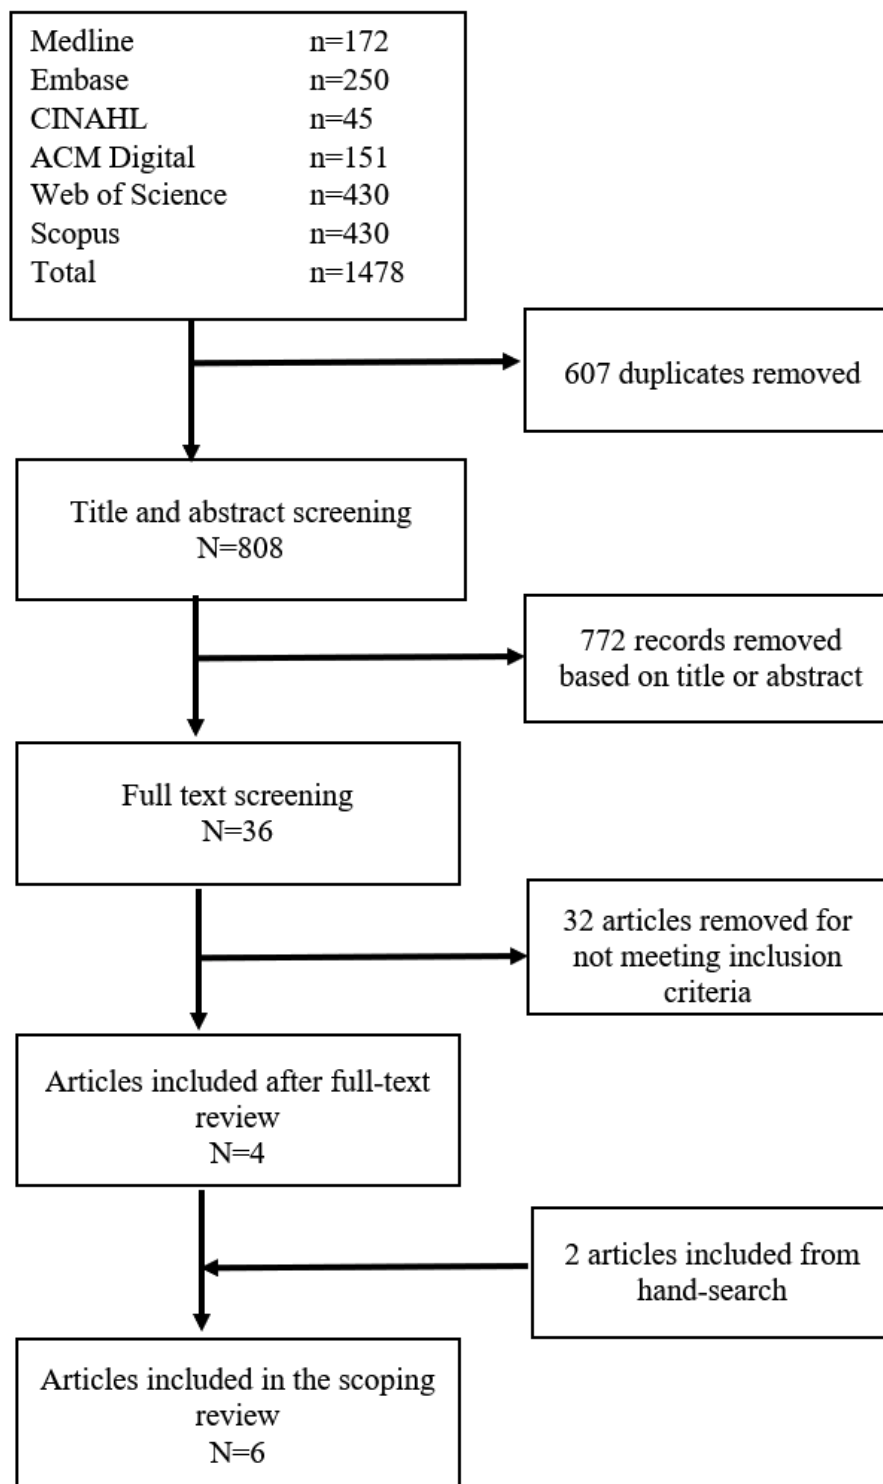 Medline n=172
Embase n=250
CINAHL n=45
ACM Digital n=151
Web of Science n=430
Scopus n=430
Total n=1478
607 duplicates removed
Title and abstract screening
N=808
772 records removed
based on title or abstract
Full text screening
N=36
32 articles removed for
not meeting inclusion
criteria
Articles included after full-text
review
N=4
2 articles included from
hand-search
Articles included in the scoping
review
N=6